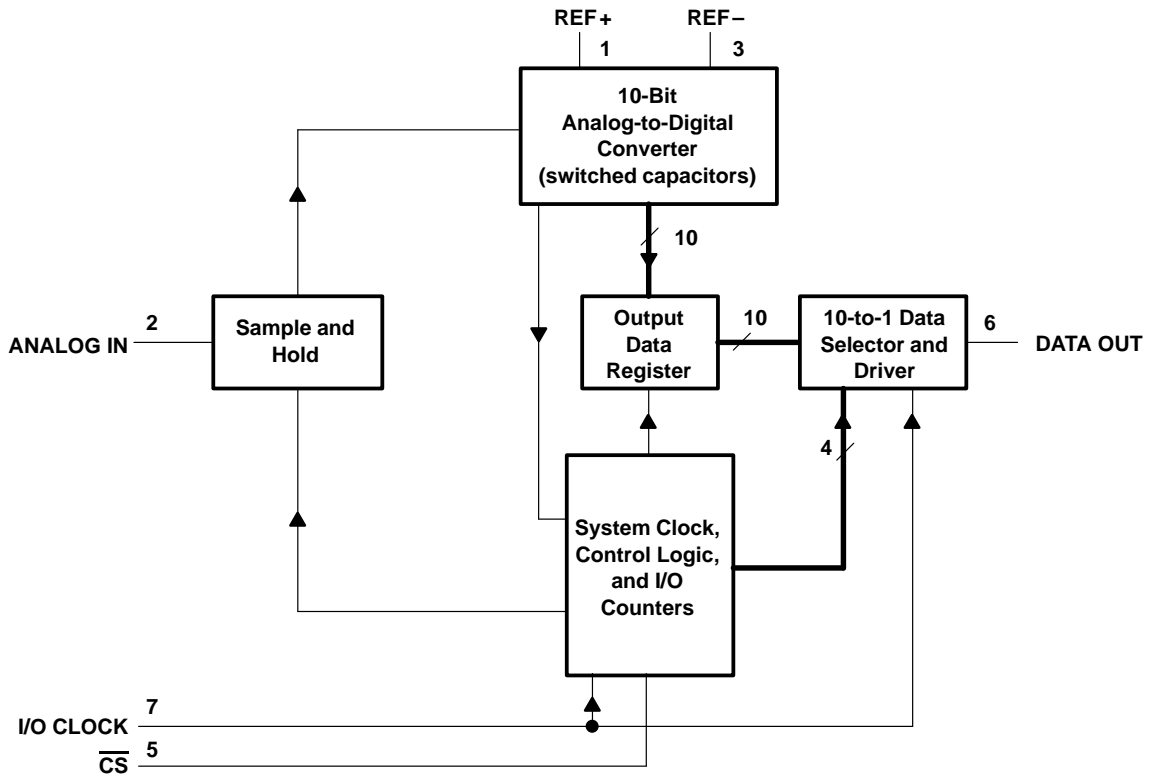 REF+
REF–
1
3
10-Bit
Analog-to-Digital
Converter
(switched capacitors)
10
2
ANALOG IN
Sample and
Hold
Output
Data
Register
10
10-to-1 Data
Selector and
Driver
6
DATA OUT
4
System Clock,
Control Logic,
and I/O
Counters
7
I/O CLOCK
5
C̅S̅